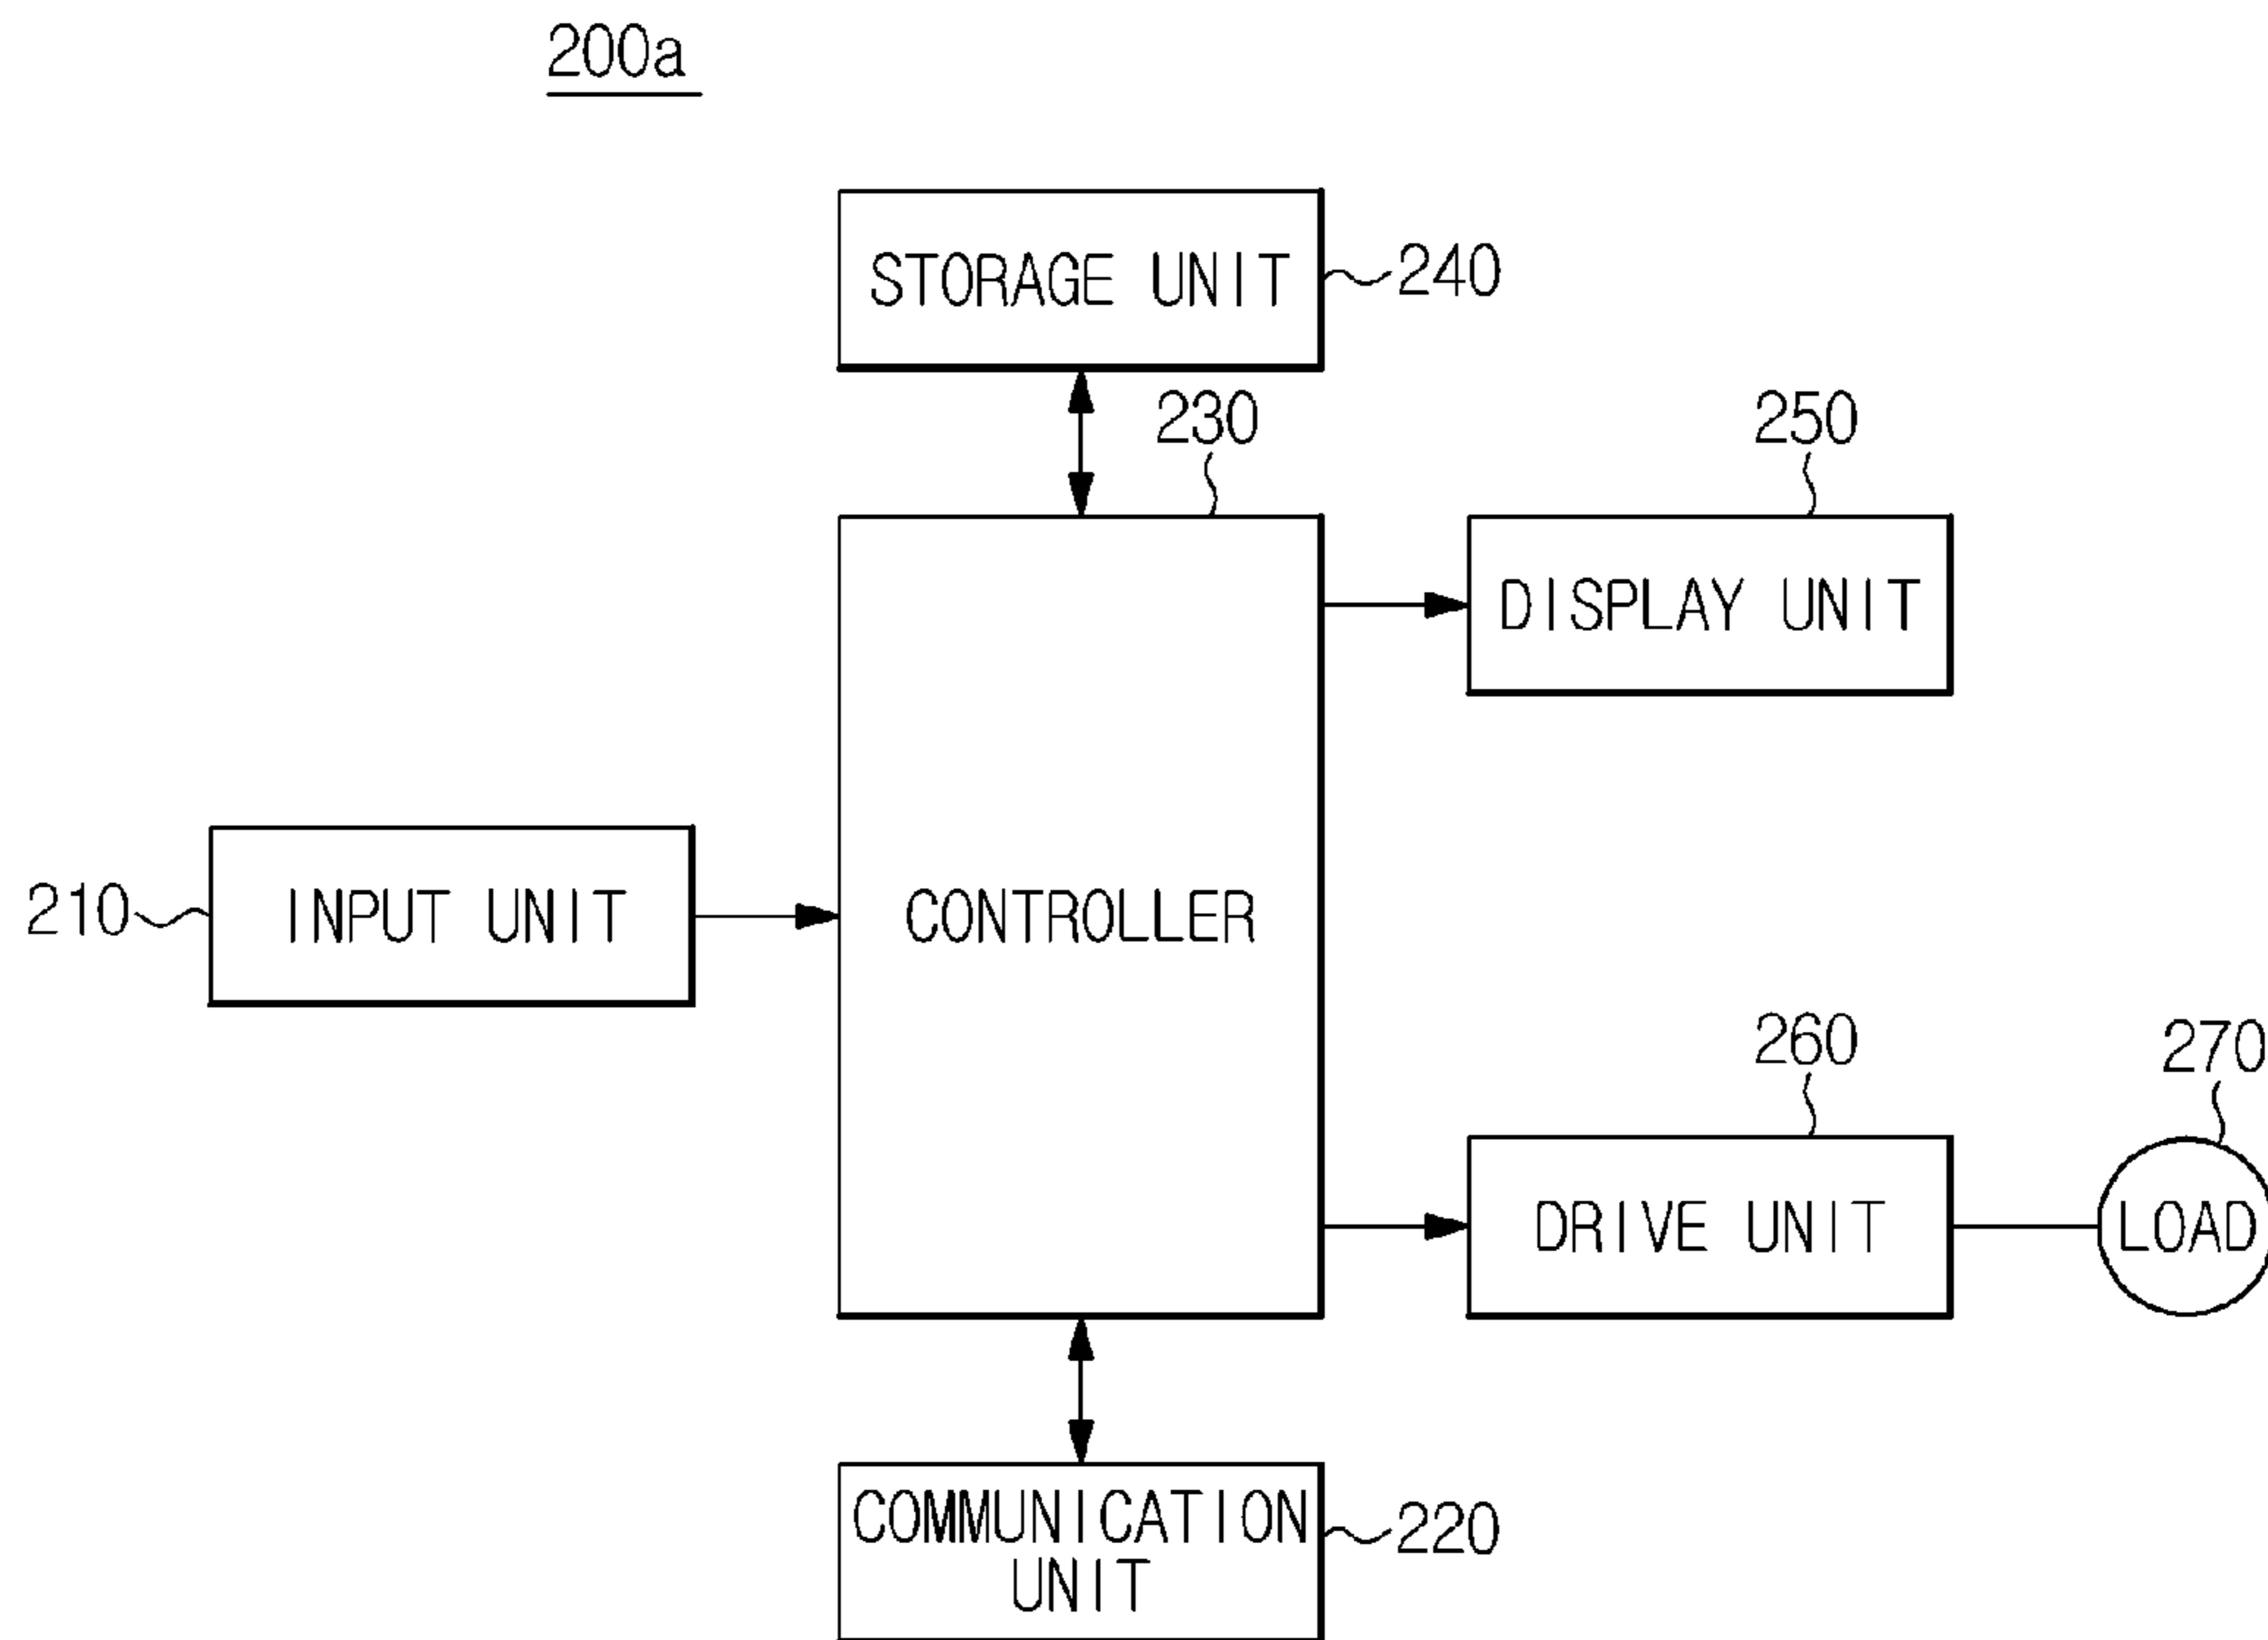 200a
STORAGE UNIT
240
230
250
DISPLAY UNIT
210
INPUT UNIT
CONTROLLER
260
270
DRIVE UNIT
LOAD
COMMUNICATION
UNIT
220